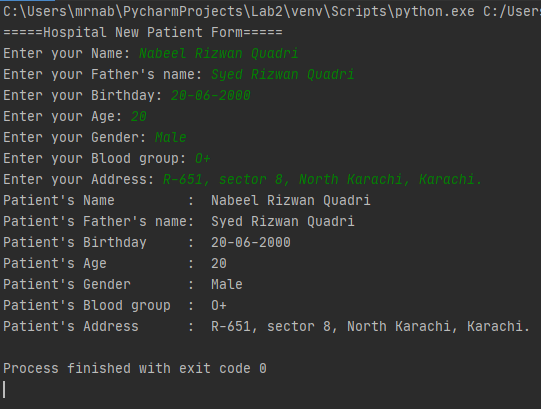 C:\Users\mrnab\PycharmProjects\Lab2\venv\Scripts\python.exe C:/Users
=====Hospital New Patient Form=====
Enter your Name: Nabeel Rizwan Quadri
Enter your Father's name: Syed Rizwan Quadri
Enter your Birthday: 20-06-2000
Enter your Age: 20
Enter your Gender: Male
Enter your Blood group: O+
Enter your Address: R-651, sector 8, North Karachi, Karachi.
Patient's Name         :  Nabeel Rizwan Quadri
Patient's Father's name:  Syed Rizwan Quadri
Patient's Birthday     :  20-06-2000
Patient's Age          :  20
Patient's Gender       :  Male
Patient's Blood group  :  O+
Patient's Address      :  R-651, sector 8, North Karachi, Karachi.
Process finished with exit code 0